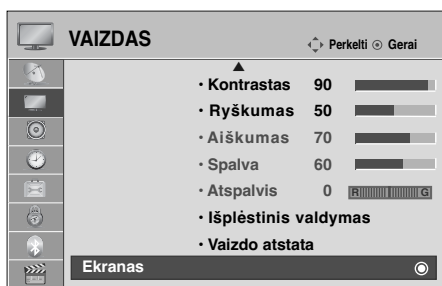 VAIZDAS
Perkelti Gerai
• Kontrastas 90
• Ryškumas 50
• Aiškumas 70
• Spalva 60
• Atspalvis 0 R G
• Išplėstinis valdymas
• Vaizdo atstata
Ekranas